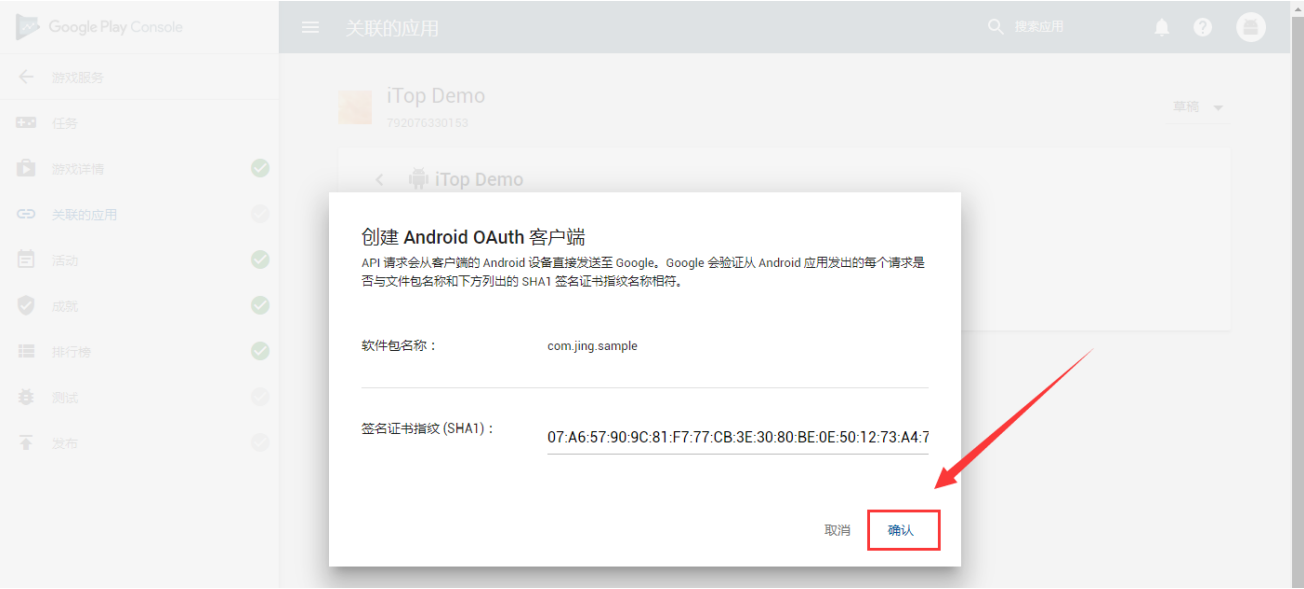 Google Play Console
关联的应用
搜索应用
游戏服务
任务
游戏详情
关联的应用
活动
成就
排行榜
测试
发布
iTop Demo
792076330153
草稿
iTop Demo
创建 Android OAuth 客户端
API 请求会从客户端的 Android 设备直接发送至 Google。Google 会验证从 Android 应用发出的每个请求是
否与文件包名称和下方列出的 SHA1 签名证书指纹名称相符。
软件包名称：
com.jing.sample
签名证书指纹 (SHA1)：
07:A6:57:90:9C:81:F7:77:CB:3E:30:80:BE:0E:50:12:73:A4:7
取消
确认